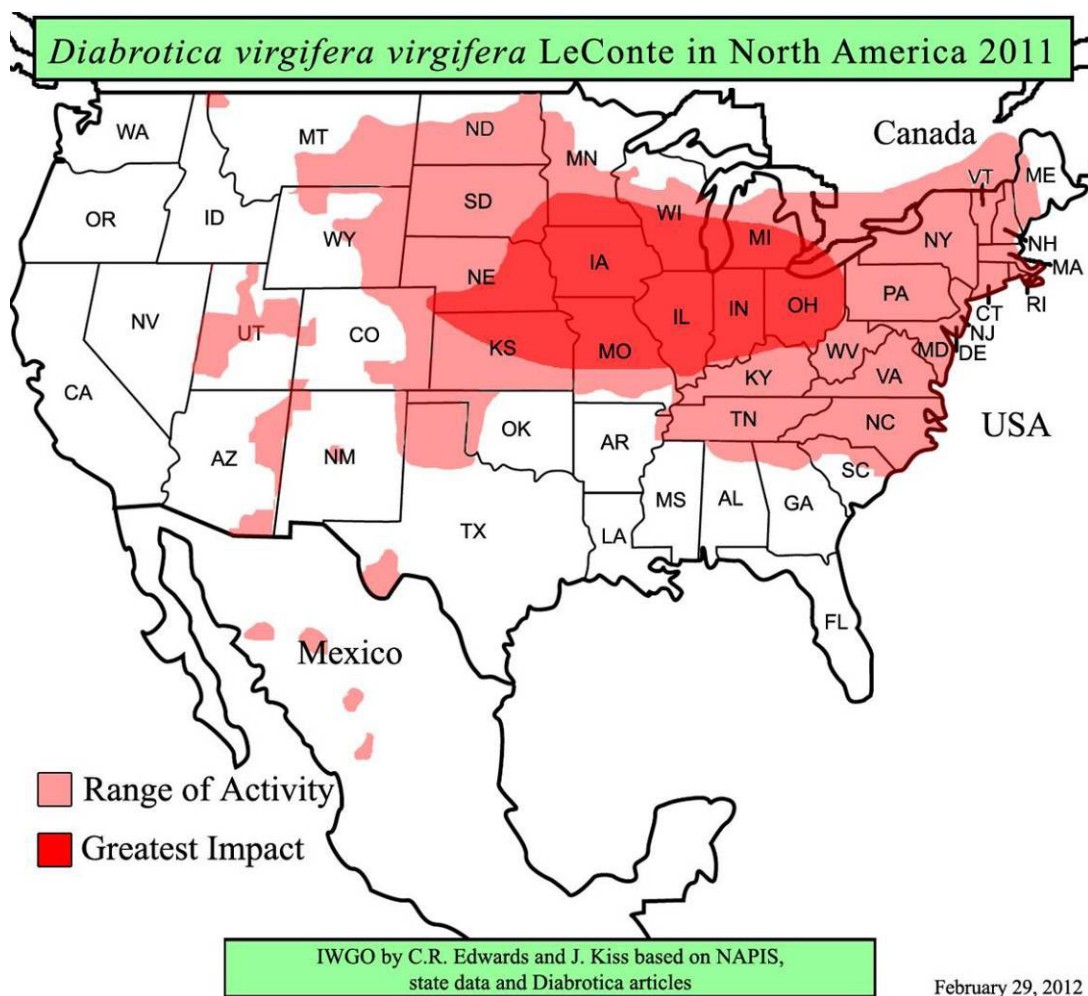 Diabrotica virgifera virgifera LeConte in North America 2011
WA
MT
ND
MN
Canada
VT
ME
OR
ID
SD
WI
MI
NY
NH
WY
MA
NE
IA
PA
CT
RI
NV
UT
CO
IL
IN
OH
NJ
KS
MO
WV
MD
DE
CA
KY
VA
USA
AZ
NM
OK
AR
TN
NC
SC
TX
MS
AL
GA
LA
FL
Mexico
Range of Activity
Greatest Impact
IWGO by C.R. Edwards and J. Kiss based on NAPIS,
state data and Diabrotica articles
February 29, 2012